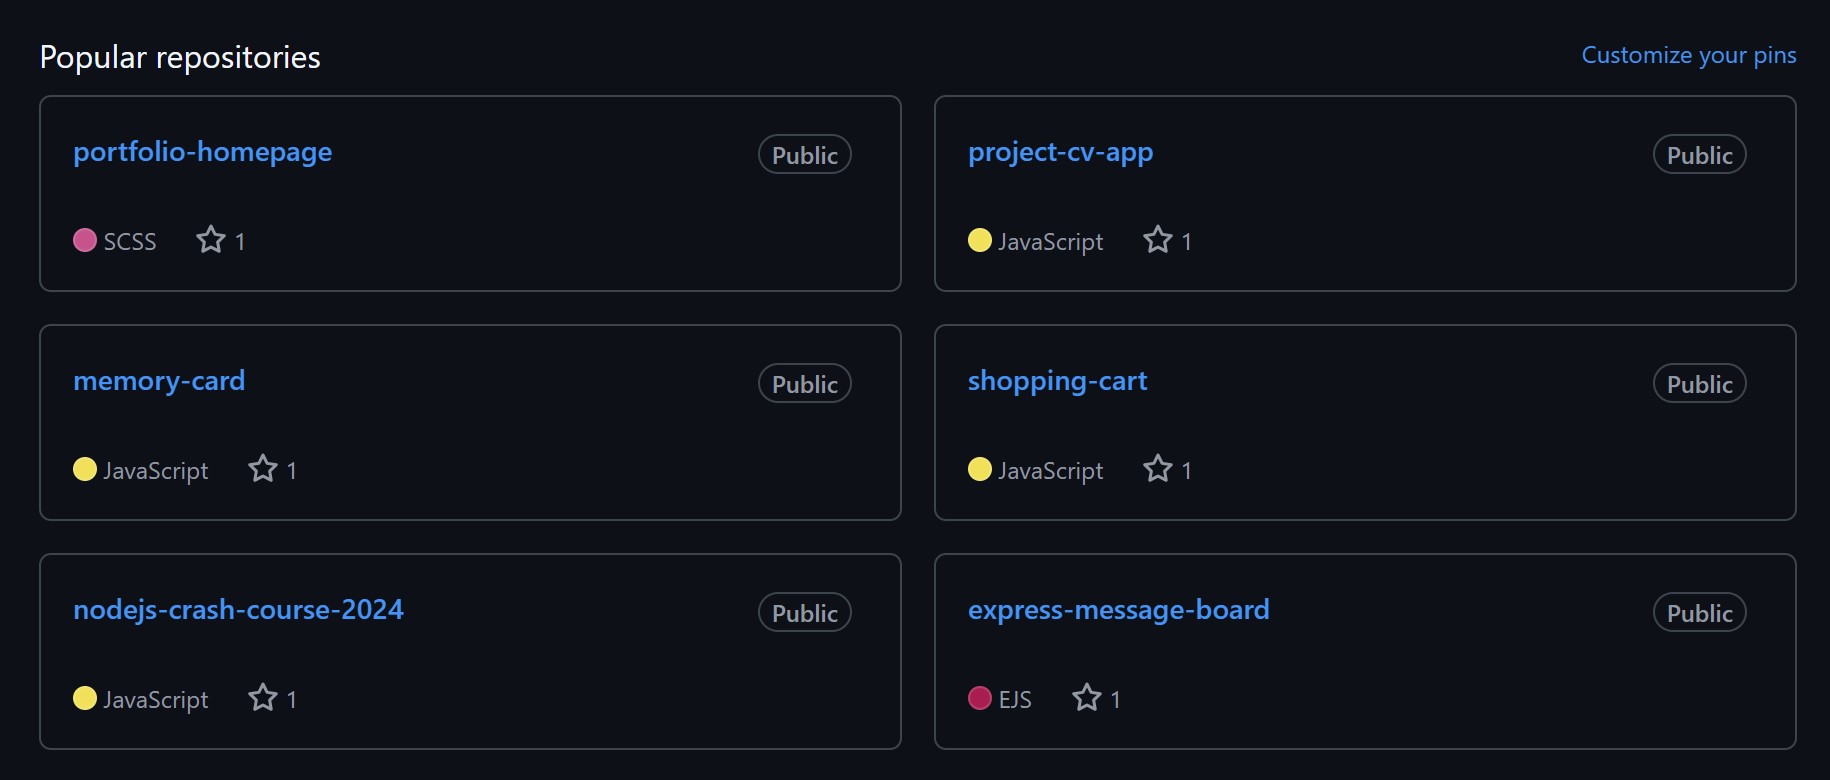 Popular repositories
Customize your pins
portfolio-homepage
Public
SCSS
1
project-cv-app
Public
JavaScript
1
memory-card
Public
JavaScript
1
shopping-cart
Public
JavaScript
1
nodejs-crash-course-2024
Public
JavaScript
1
express-message-board
Public
EJS
1